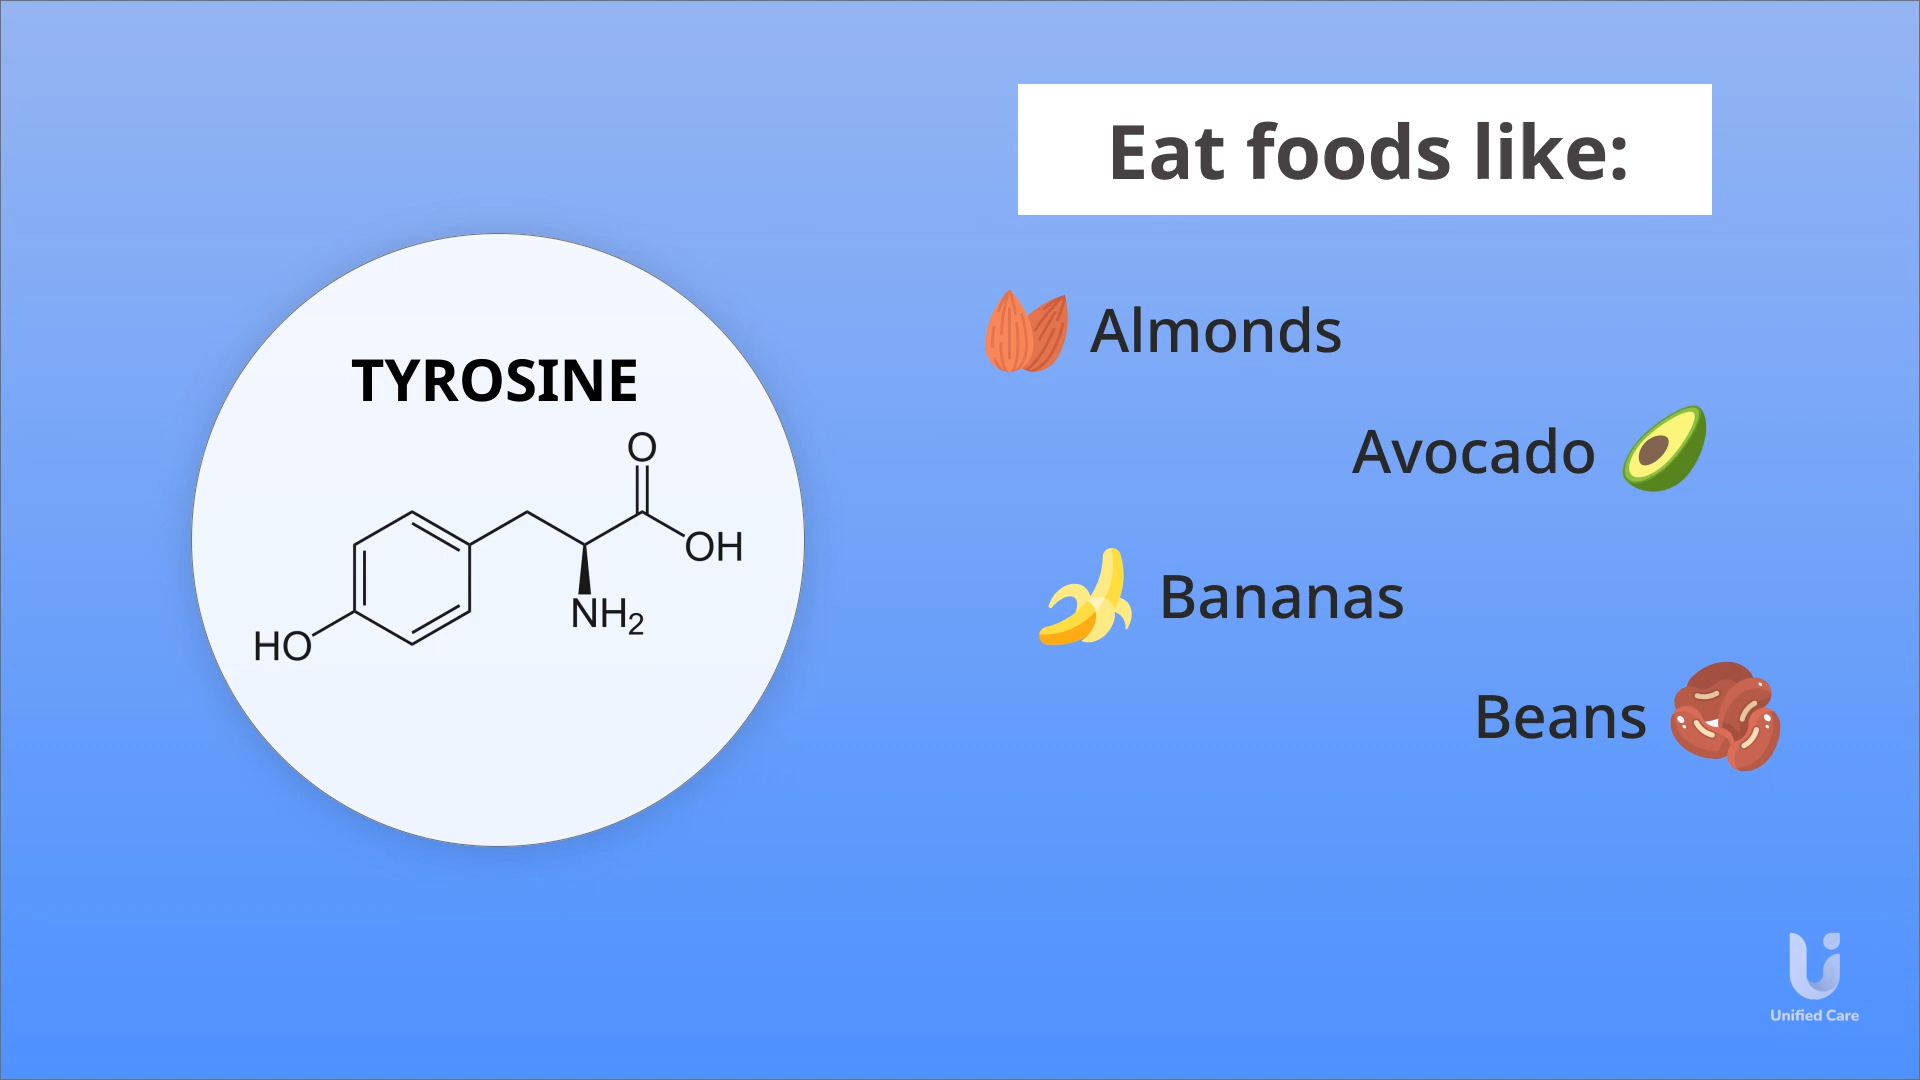 Eat foods like:
TYROSINE
O
OH
NH₂
HO
Almonds
Avocado
Bananas
Beans
Unified Care